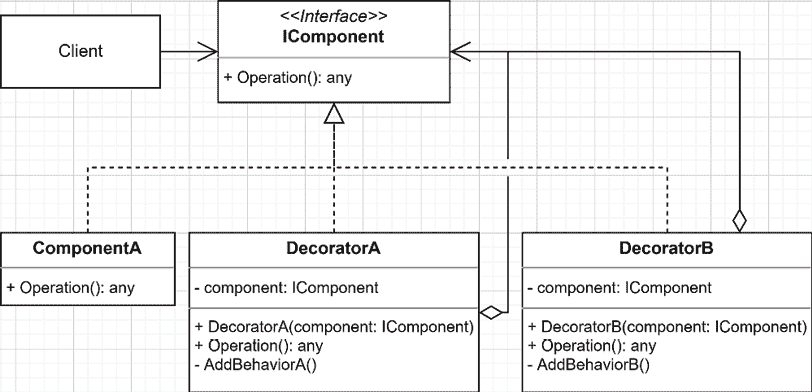 Client
<<Interface>>
IComponent
+ Operation(): any
ComponentA
+ Operation(): any
DecoratorA
- component: IComponent
+ DecoratorA(component: IComponent)
+ Operation(): any
- AddBehaviorA()
DecoratorB
- component: IComponent
+ DecoratorB(component: IComponent)
+ Operation(): any
- AddBehaviorB()